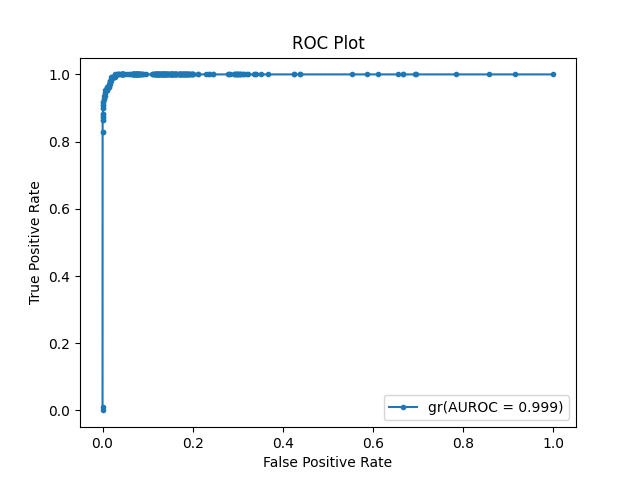 ROC Plot
True Positive Rate
1.0
0.8
0.6
0.4
0.2
0.0
gr(AUROC = 0.999)
0.0 0.2 0.4 0.6 0.8 1.0
False Positive Rate